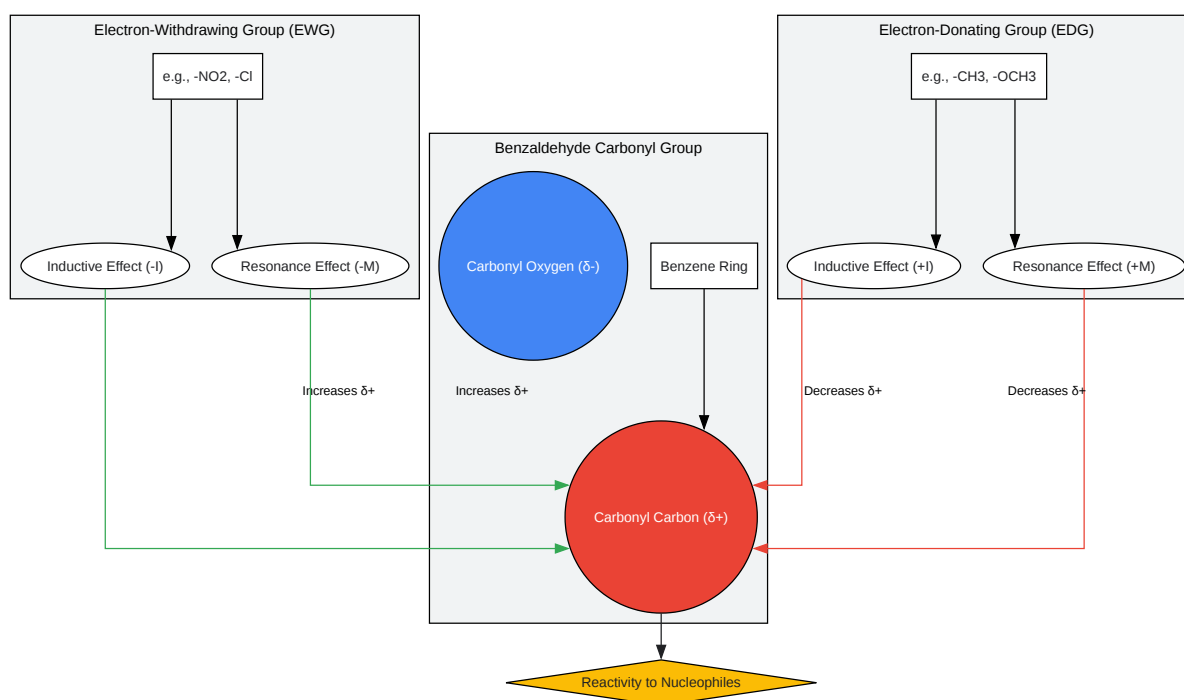 Electron-Withdrawing Group (EWG)
e.g., -NO2, -Cl
Inductive Effect (-I)
Resonance Effect (-M)
Benzaldehyde Carbonyl Group
Carbonyl Oxygen (δ-)
Benzene Ring
Electron-Donating Group (EDG)
e.g., -CH3, -OCH3
Inductive Effect (+I)
Resonance Effect (+M)
Increases δ+
Increases δ+
Decreases δ+
Decreases δ+
Carbonyl Carbon (δ+)
Reactivity to Nucleophiles